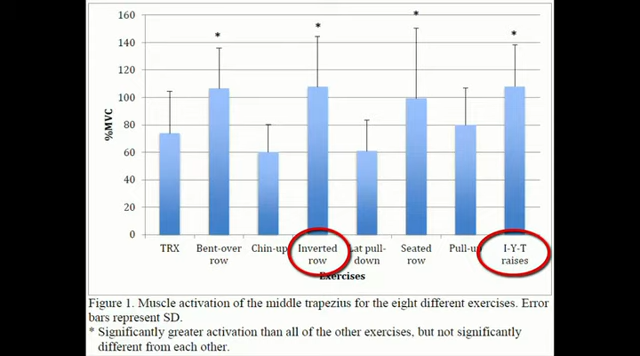 160
140
120
100
80
60
40
20
0
%MVC
* * * *
TRX Bent-over row Chin-up Inverted row Lat pull-down Seated row Pull-up I-Y-T raises
Exercises
Figure 1. Muscle activation of the middle trapezius for the eight different exercises. Error
bars represent SD.
* Significantly greater activation than all of the other exercises, but not significantly
different from each other.